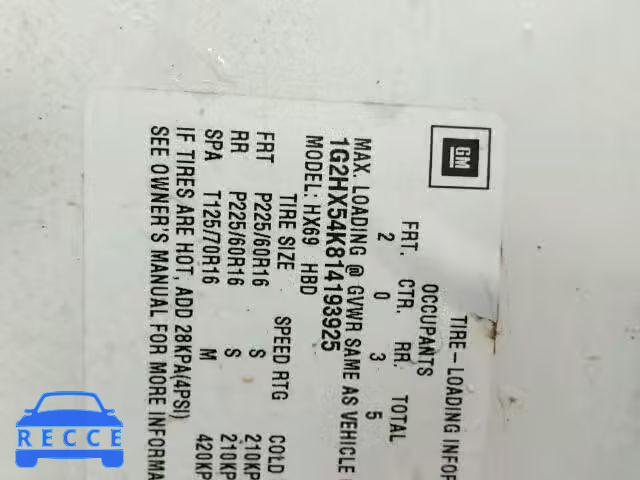 GM
TIRE-LOADING INFOR
OCCUPANTS
FRT. CTR. RR. TOTAL
2 0 3 5
MAX. LOADING @ GVWR SAME AS VEHICLE
1G2HX54K814193925
MODEL: HX69 HBD
TIRE SIZE SPEED RTG COLD
FRT P225/60R16 S 210KP
RR P225/60R16 S 210KP
SPA T125/70R16 M 420KP
IF TIRES ARE HOT, ADD 28KPA(4PSI)
SEE OWNER'S MANUAL FOR MORE INFORMA
RECCE